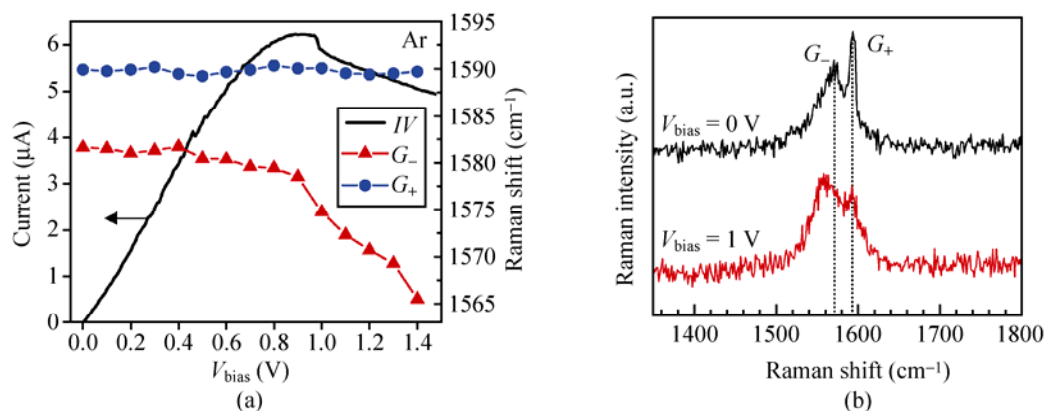 Ar
IV
G−
G+
Current (μA)
6
5
4
3
2
1
0
Raman shift (cm−1)
1595
1590
1585
1580
1575
1570
1565
0.0 0.2 0.4 0.6 0.8 1.0 1.2 1.4
Vbias (V)
(a)
G− G+
Vbias = 0 V
Vbias = 1 V
Raman intensity (a.u.)
1400 1500 1600 1700 1800
Raman shift (cm−1)
(b)